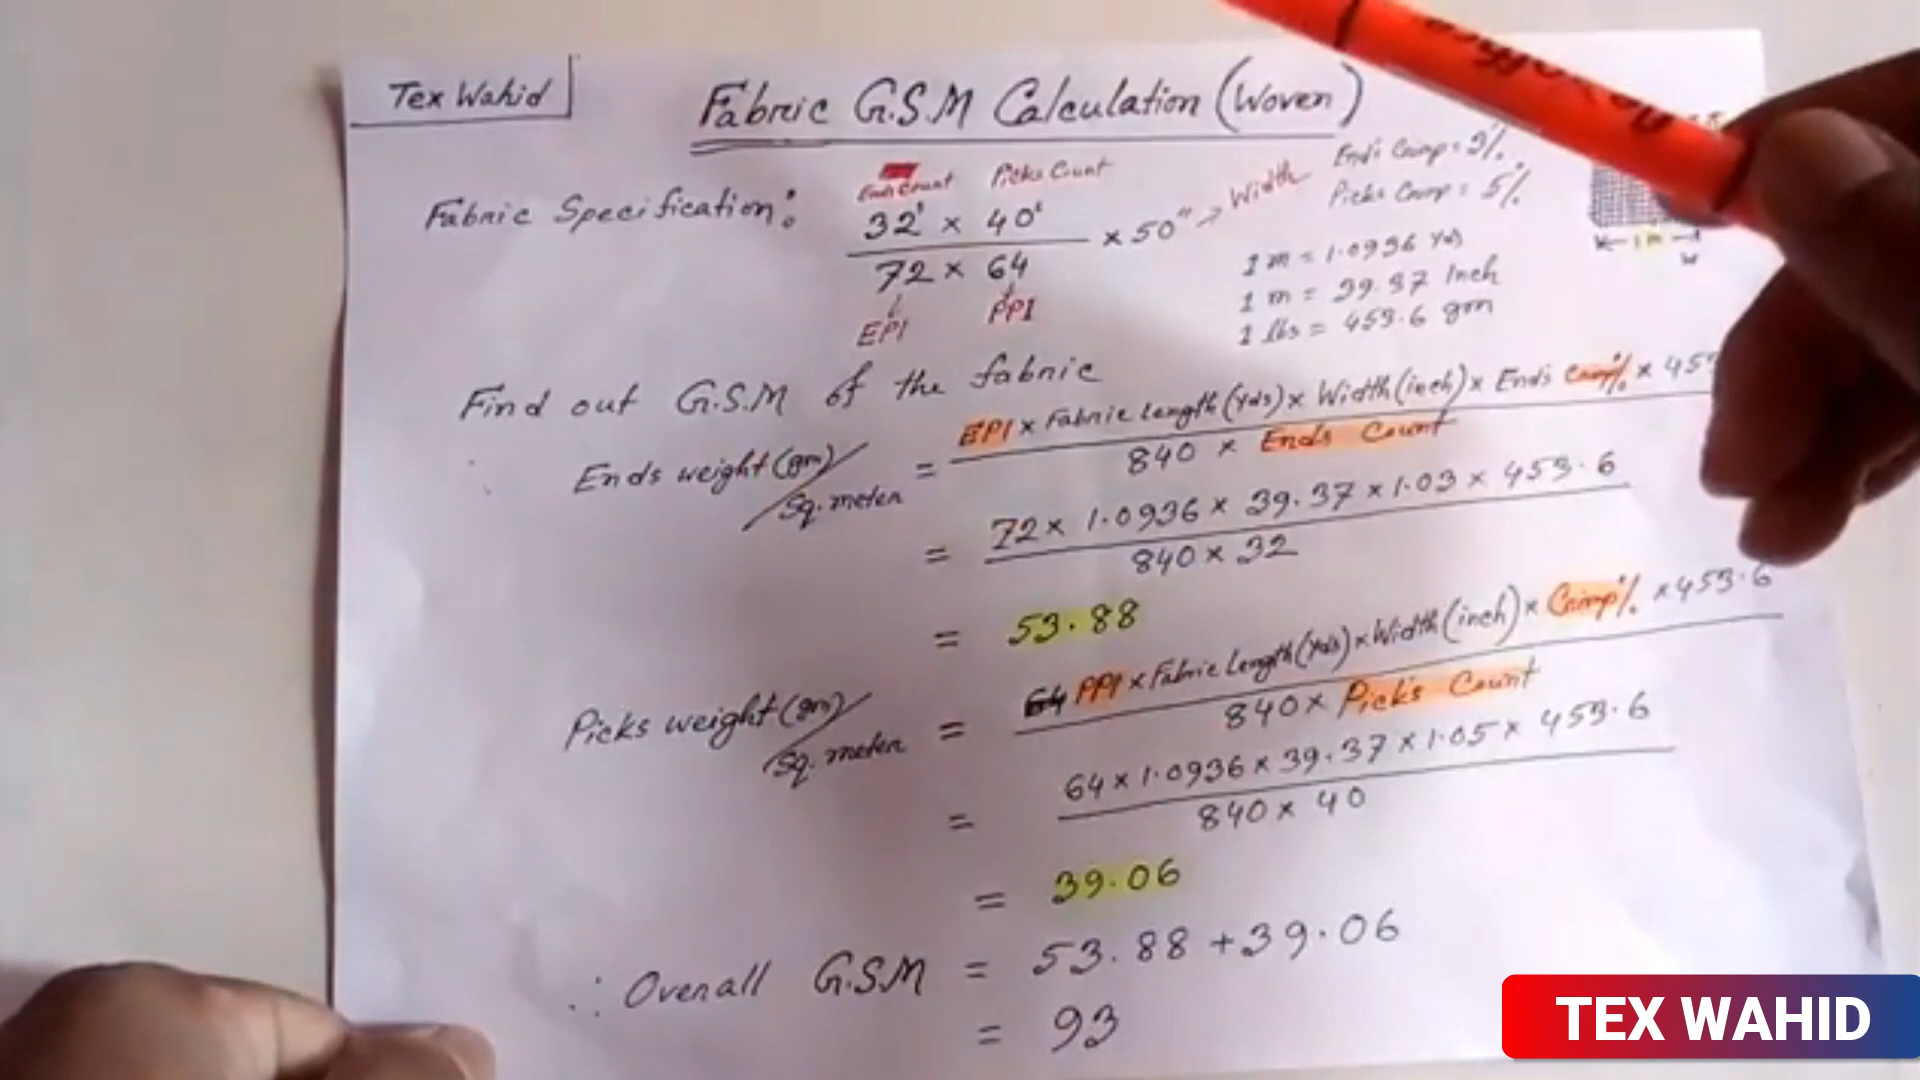 Tex Wahid
Fabric G.S.M Calculation (Woven)
Ends Count Picks Count
Fabric Specification:
32' × 40'
72 × 64
× 50" → Width
EPI PPI
Ends Crimp = 3%
Picks Crimp = 5%
1 m = 1.0936 Yds
1 m = 39.37 Inch
1 lbs = 453.6 gm
1 m
W
Find out G.S.M of the fabric
∴ Ends weight (gm) / Sq. meter = EPI × Fabric Length (Yds) × Width (inch) × Ends Crimp% × 453
840 × Ends Count
= 72 × 1.0936 × 39.37 × 1.03 × 453.6
840 × 32
= 53.88
Picks weight (gm) / Sq. meter = PPI × Fabric Length (Yds) × Width (inch) × Crimp% × 453.6
840 × Picks Count
= 64 × 1.0936 × 39.37 × 1.05 × 453.6
840 × 40
= 39.06
∴ Overall G.S.M = 53.88 + 39.06
= 93
TEX WAHID